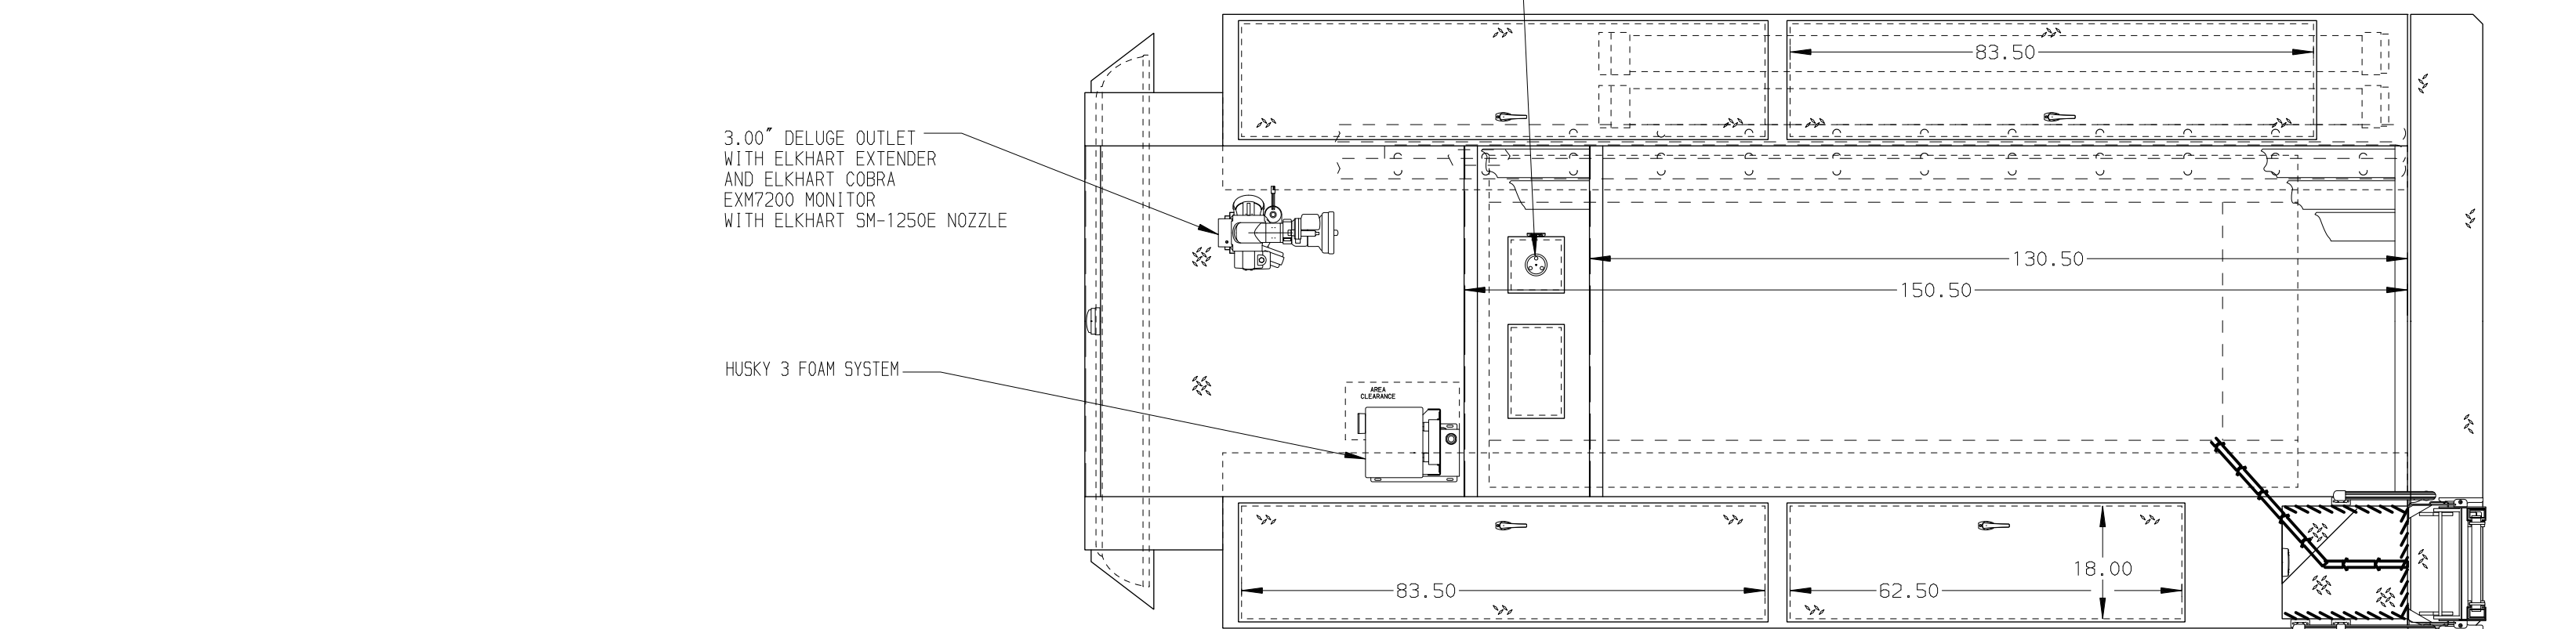 83.50
3.00" DELUGE OUTLET
WITH ELKHART EXTENDER
AND ELKHART COBRA
EXM7200 MONITOR
WITH ELKHART SM-1250E NOZZLE
130.50
150.50
HUSKY 3 FOAM SYSTEM
AREA
CLEARANCE
18.00
83.50
62.50